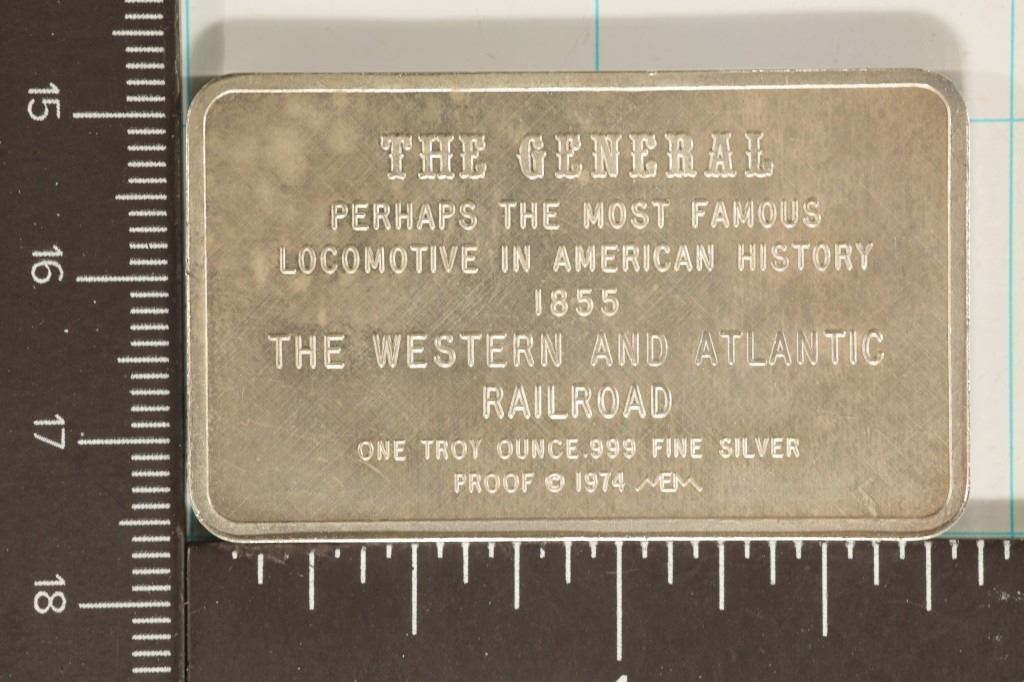 THE GENERAL
PERHAPS THE MOST FAMOUS
LOCOMOTIVE IN AMERICAN HISTORY
1855
THE WESTERN AND ATLANTIC
RAILROAD
ONE TROY OUNCE .999 FINE SILVER
PROOF © 1974
15
16
17
18